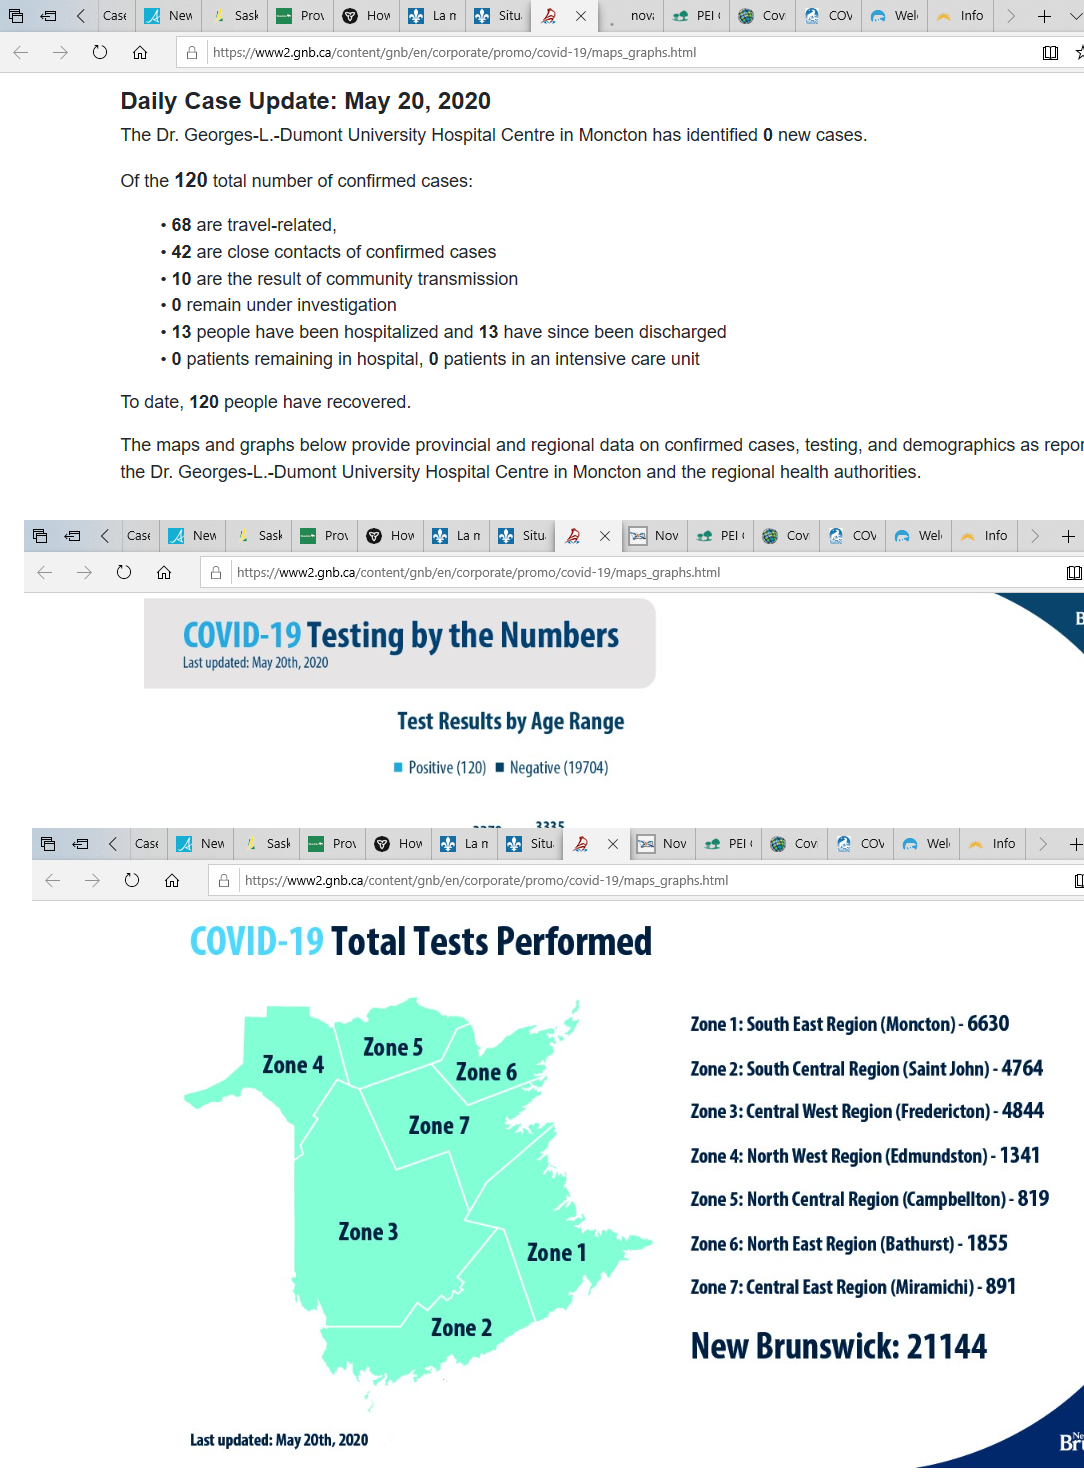 Case New Sask Prov How La n Situ nova PEI Cov COV Wel Info
https://www2.gnb.ca/content/gnb/en/corporate/promo/covid-19/maps_graphs.html
Daily Case Update: May 20, 2020
The Dr. Georges-L.-Dumont University Hospital Centre in Moncton has identified 0 new cases.
Of the 120 total number of confirmed cases:
• 68 are travel-related,
• 42 are close contacts of confirmed cases
• 10 are the result of community transmission
• 0 remain under investigation
• 13 people have been hospitalized and 13 have since been discharged
• 0 patients remaining in hospital, 0 patients in an intensive care unit
To date, 120 people have recovered.
The maps and graphs below provide provincial and regional data on confirmed cases, testing, and demographics as repor
the Dr. Georges-L.-Dumont University Hospital Centre in Moncton and the regional health authorities.
Case New Sask Prov How La n Situ Nov PEI Cov COV Wel Info
https://www2.gnb.ca/content/gnb/en/corporate/promo/covid-19/maps_graphs.html
COVID-19 Testing by the Numbers
Last updated: May 20th, 2020
Test Results by Age Range
Positive (120) Negative (19704)
3335
Case New Sask Prov How La n Situ Nov PEI Cov COV Wel Info
https://www2.gnb.ca/content/gnb/en/corporate/promo/covid-19/maps_graphs.html
COVID-19 Total Tests Performed
Zone 4
Zone 5
Zone 6
Zone 7
Zone 3
Zone 1
Zone 2
Zone 1: South East Region (Moncton) - 6630
Zone 2: South Central Region (Saint John) - 4764
Zone 3: Central West Region (Fredericton) - 4844
Zone 4: North West Region (Edmundston) - 1341
Zone 5: North Central Region (Campbellton) - 819
Zone 6: North East Region (Bathurst) - 1855
Zone 7: Central East Region (Miramichi) - 891
New Brunswick: 21144
Last updated: May 20th, 2020